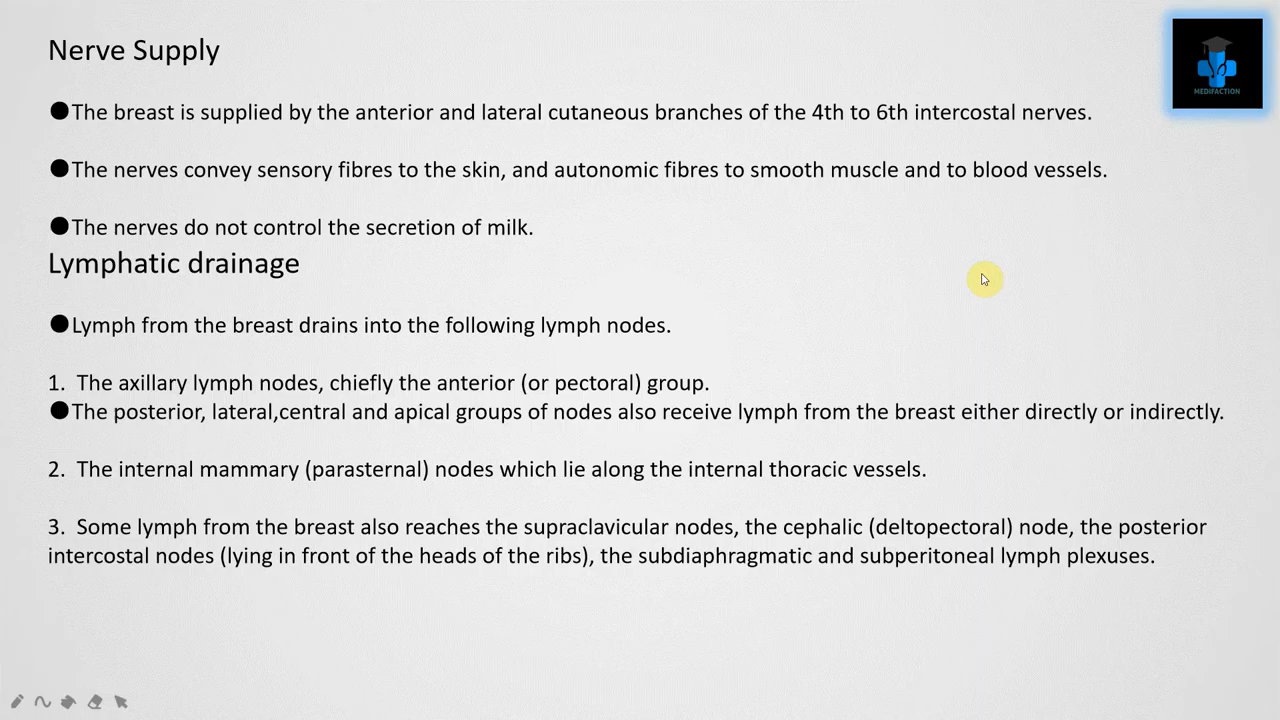 Nerve Supply
MEDIFACTION
●The breast is supplied by the anterior and lateral cutaneous branches of the 4th to 6th intercostal nerves.
●The nerves convey sensory fibres to the skin, and autonomic fibres to smooth muscle and to blood vessels.
●The nerves do not control the secretion of milk.
Lymphatic drainage
●Lymph from the breast drains into the following lymph nodes.
1. The axillary lymph nodes, chiefly the anterior (or pectoral) group.
●The posterior, lateral,central and apical groups of nodes also receive lymph from the breast either directly or indirectly.
2. The internal mammary (parasternal) nodes which lie along the internal thoracic vessels.
3. Some lymph from the breast also reaches the supraclavicular nodes, the cephalic (deltopectoral) node, the posterior
intercostal nodes (lying in front of the heads of the ribs), the subdiaphragmatic and subperitoneal lymph plexuses.